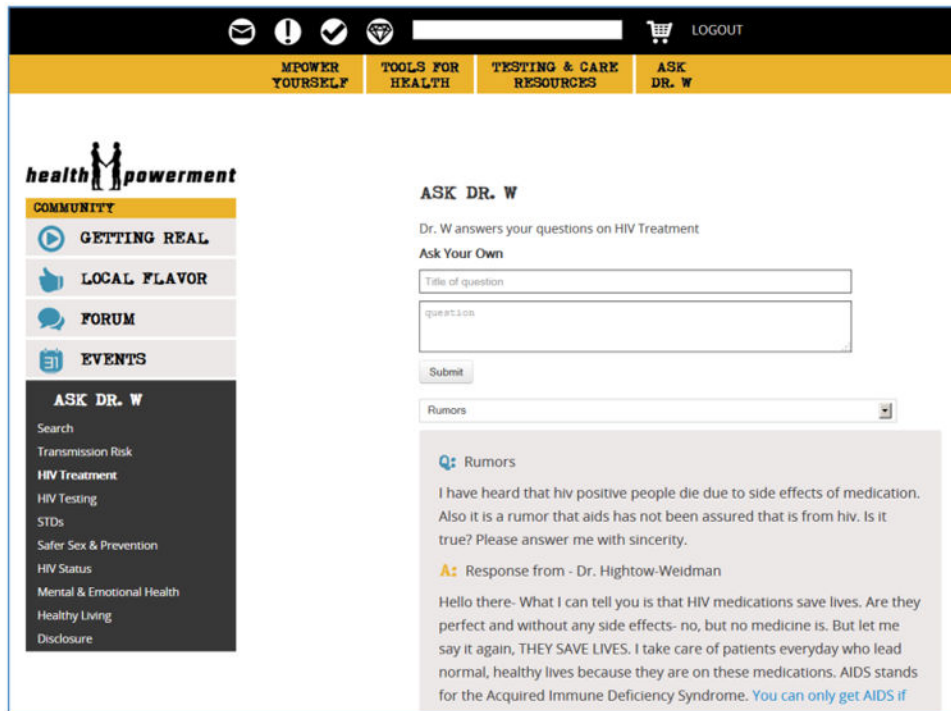 LOGOUT
MPOWER YOURSELF
TOOLS FOR HEALTH
TESTING & CARE RESOURCES
ASK DR. W
health powerment
COMMUNITY
GETTING REAL
LOCAL FLAVOR
FORUM
31 EVENTS
ASK DR. W
Search
Transmission Risk
HIV Treatment
HIV Testing
STDs
Safer Sex & Prevention
HIV Status
Mental & Emotional Health
Healthy Living
Disclosure
ASK DR. W
Dr. W answers your questions on HIV Treatment
Ask Your Own
Title of question
question
Submit
Rumors
Q: Rumors
I have heard that hiv positive people die due to side effects of medication.
Also it is a rumor that aids has not been assured that is from hiv. Is it
true? Please answer me with sincerity.
A: Response from - Dr. Hightow-Weidman
Hello there- What I can tell you is that HIV medications save lives. Are they
perfect and without any side effects- no, but no medicine is. But let me
say it again, THEY SAVE LIVES. I take care of patients everyday who lead
normal, healthy lives because they are on these medications. AIDS stands
for the Acquired Immune Deficiency Syndrome. You can only get AIDS if